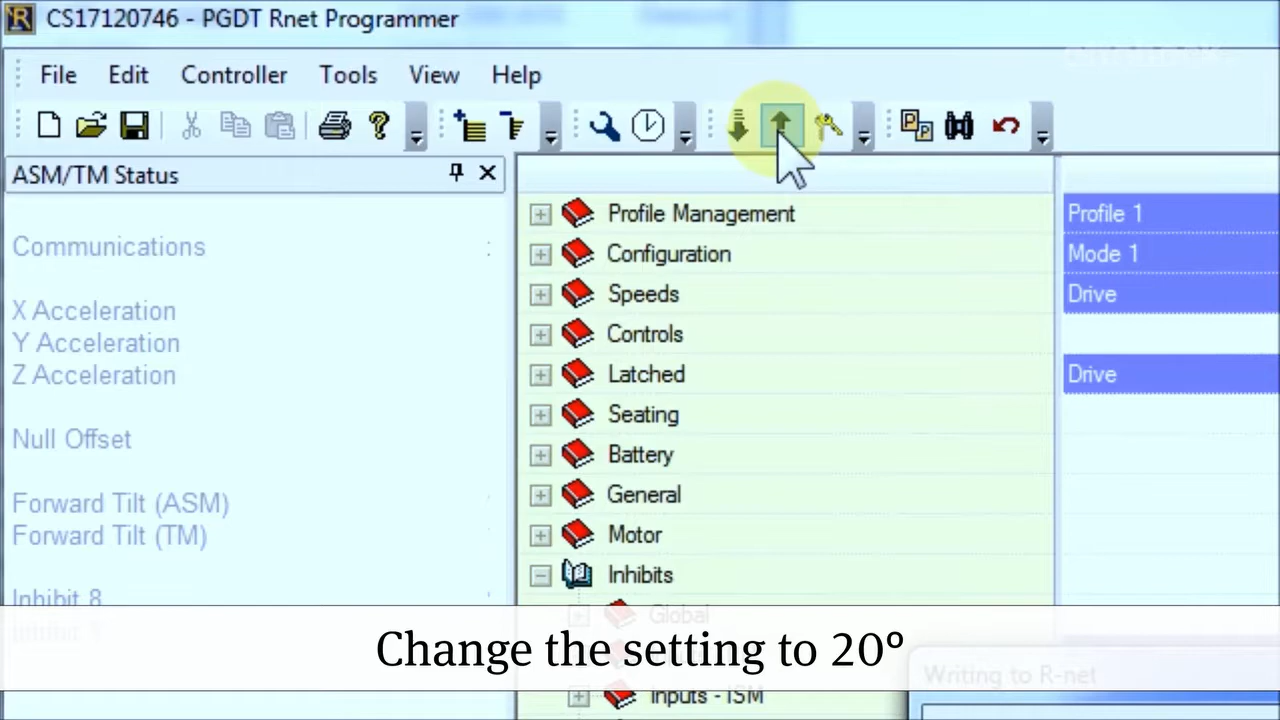 CS17120746 - PGDT Rnet Programmer
File Edit Controller Tools View Help
ASM/TM Status
Communications :
X Acceleration
Y Acceleration
Z Acceleration
Null Offset
Forward Tilt (ASM)
Forward Tilt (TM)
Inhibit 8
Profile Management
Configuration
Speeds
Controls
Latched
Seating
Battery
General
Motor
Inhibits
Global
Inputs - ISM
Profile 1
Mode 1
Drive
Drive
Change the setting to 20º
Writing to R-net